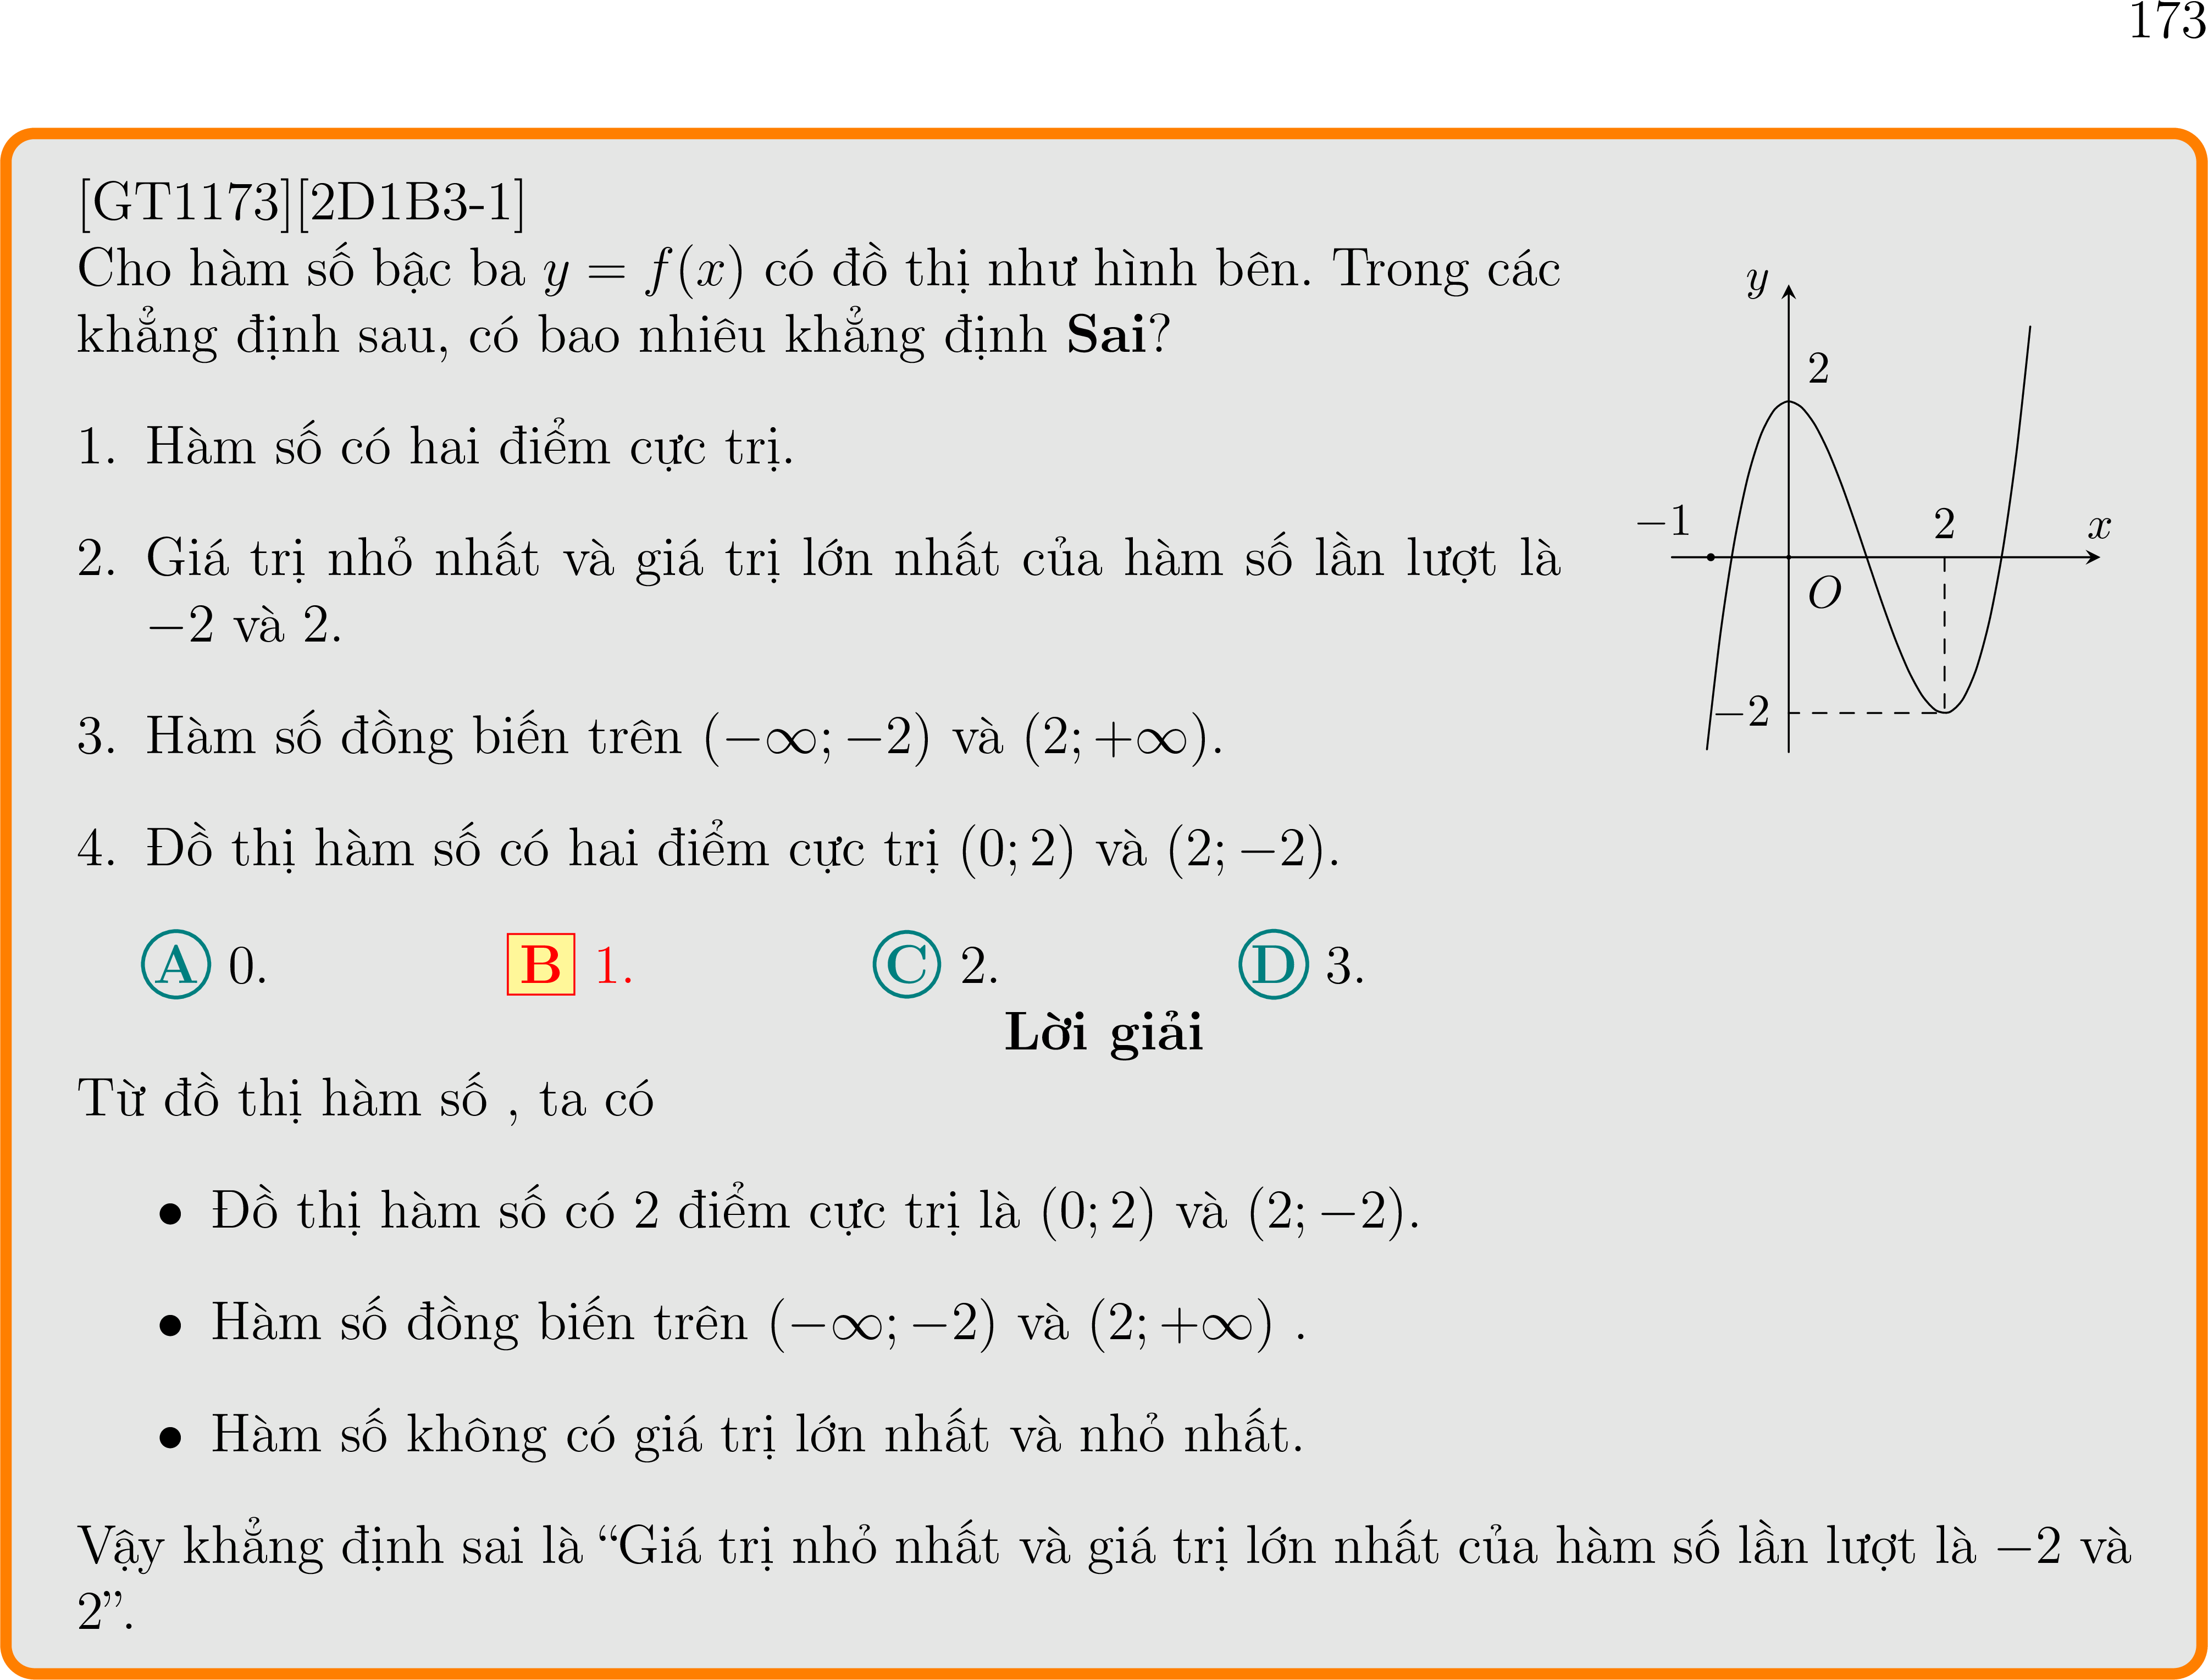 173
[GT1173][2D1B3-1]
Cho hàm số bậc ba y = f(x) có đồ thị như hình bên. Trong các
khẳng định sau, có bao nhiêu khẳng định Sai?
1. Hàm số có hai điểm cực trị.
2. Giá trị nhỏ nhất và giá trị lớn nhất của hàm số lần lượt là
−2 và 2.
3. Hàm số đồng biến trên (−∞; −2) và (2; +∞).
4. Đồ thị hàm số có hai điểm cực trị (0; 2) và (2; −2).
y
2
−1
2
x
O
−2
A 0. B 1. C 2. D 3.
Lời giải
Từ đồ thị hàm số , ta có
• Đồ thị hàm số có 2 điểm cực trị là (0; 2) và (2; −2).
• Hàm số đồng biến trên (−∞; −2) và (2; +∞) .
• Hàm số không có giá trị lớn nhất và nhỏ nhất.
Vậy khẳng định sai là “Giá trị nhỏ nhất và giá trị lớn nhất của hàm số lần lượt là −2 và
2”.